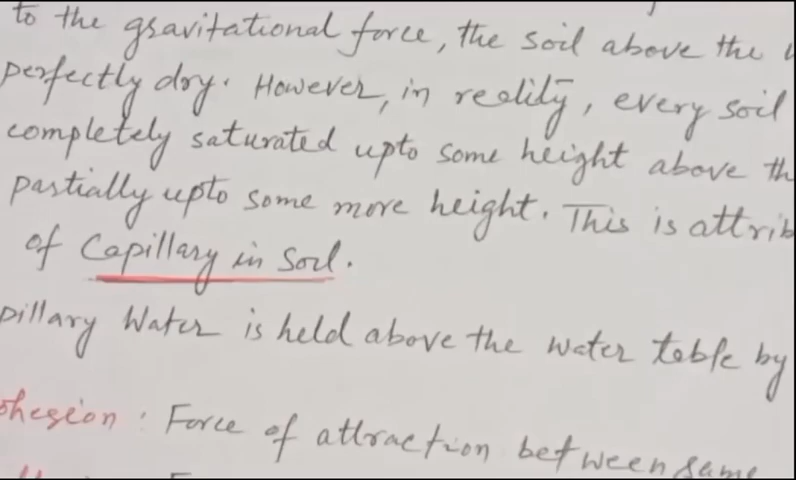 to the gravitational force, the soil above the
perfectly dry. However, in reality, every soil
completely saturated upto some height above th
partially upto some more height. This is attrib
of Capillary in Soil.
pillary Water is held above the water table by
ohesion : Force of attraction between same